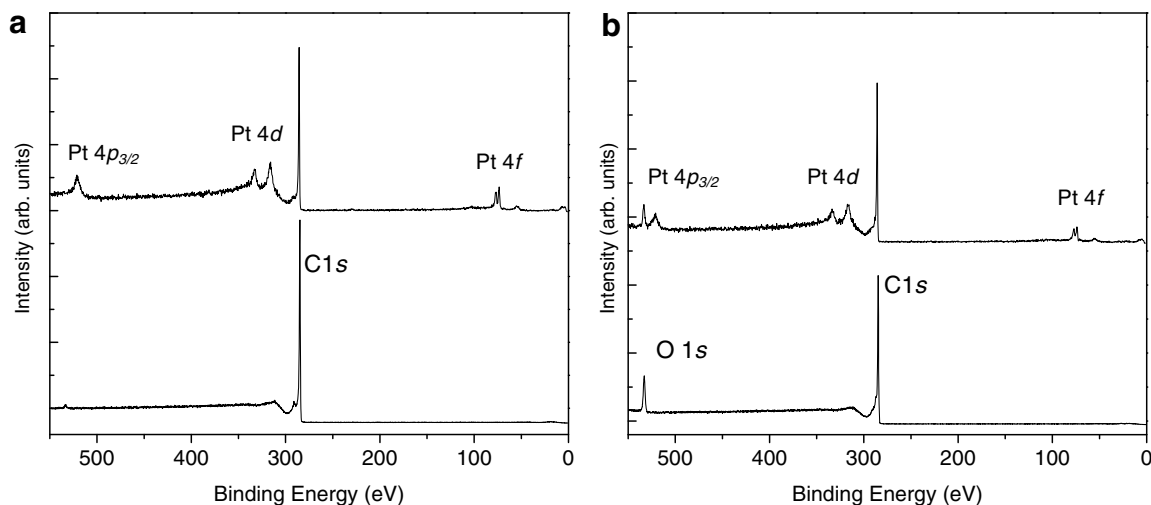 a
Intensity (arb. units)
Pt 4p3/2
Pt 4d
Pt 4f
C1s
500 400 300 200 100 0
Binding Energy (eV)
b
Intensity (arb. units)
Pt 4p3/2
Pt 4d
Pt 4f
C1s
O 1s
500 400 300 200 100 0
Binding Energy (eV)